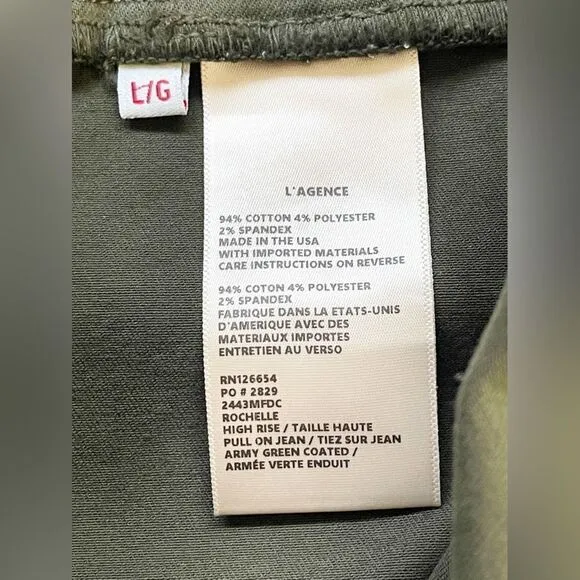 L/G
L'AGENCE
94% COTTON 4% POLYESTER
2% SPANDEX
MADE IN THE USA
WITH IMPORTED MATERIALS
CARE INSTRUCTIONS ON REVERSE
94% COTON 4% POLYESTER
2% SPANDEX
FABRIQUE DANS LA ETATS-UNIS
D'AMERIQUE AVEC DES
MATERIAUX IMPORTES
ENTRETIEN AU VERSO
RN126654
PO # 2829
2443MFDC
ROCHELLE
HIGH RISE / TAILLE HAUTE
PULL ON JEAN / TIEZ SUR JEAN
ARMY GREEN COATED /
ARMÉE VERTE ENDUIT